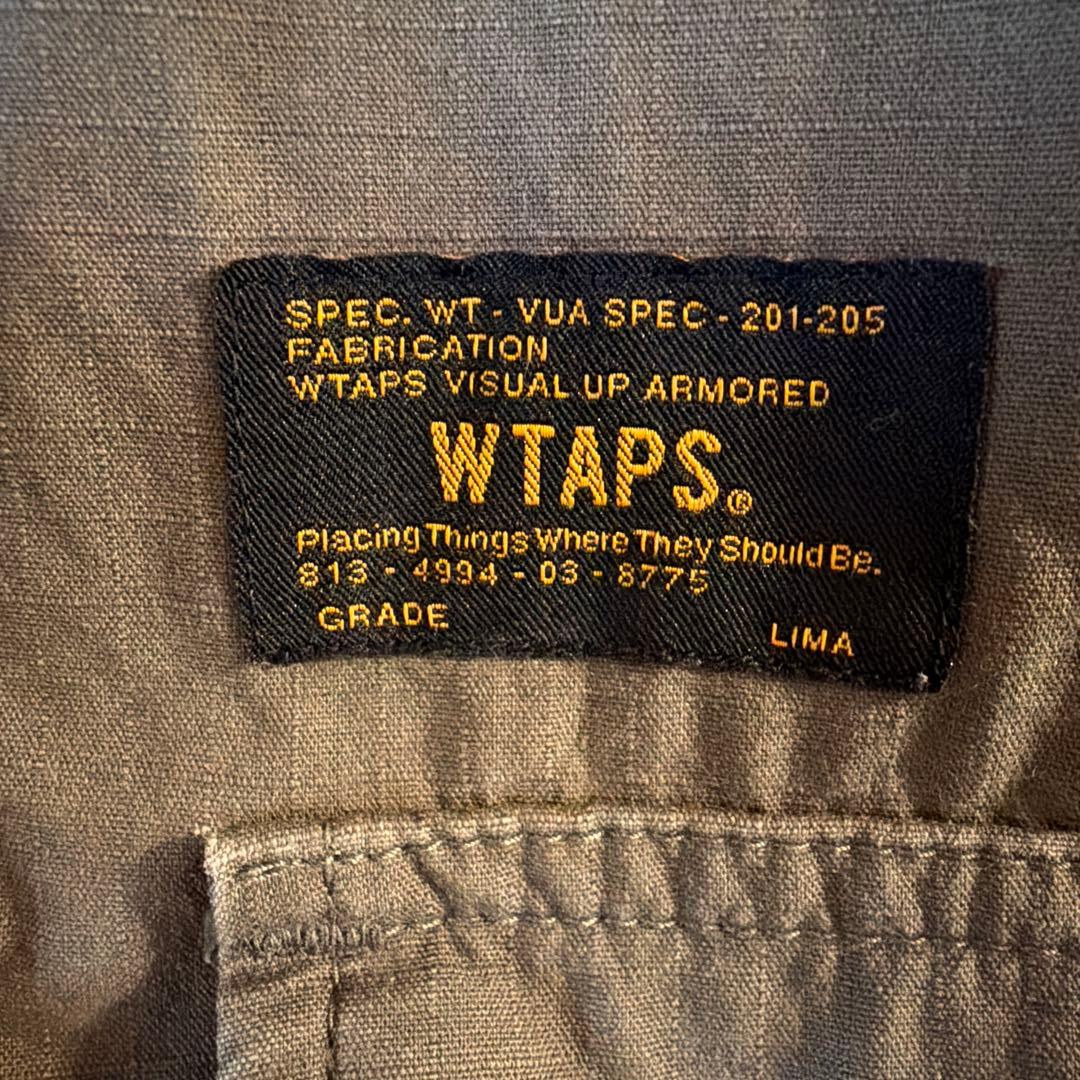 SPEC. WT - VUA SPEC - 201-205
FABRICATION
WTAPS VISUAL UP ARMORED
WTAPS®
Placing Things Where They Should Be.
813 - 4994 - 03 - 8775
GRADE LIMA